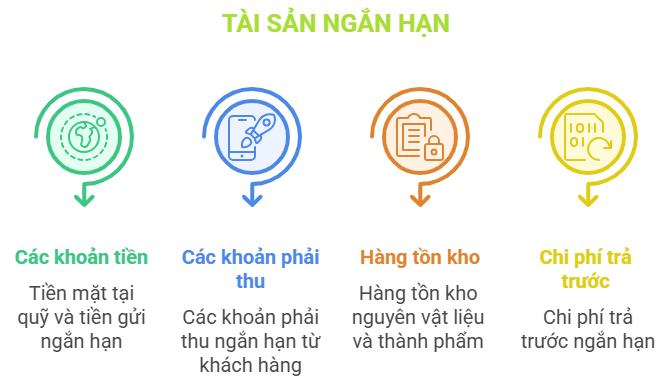 TÀI SẢN NGẮN HẠN
Các khoản tiền
Tiền mặt tại
quỹ và tiền gửi
ngắn hạn
Các khoản phải
thu
Các khoản phải
thu ngắn hạn từ
khách hàng
Hàng tồn kho
Hàng tồn kho
nguyên vật liệu
và thành phẩm
Chi phí trả
trước
Chi phí trả
trước ngắn hạn